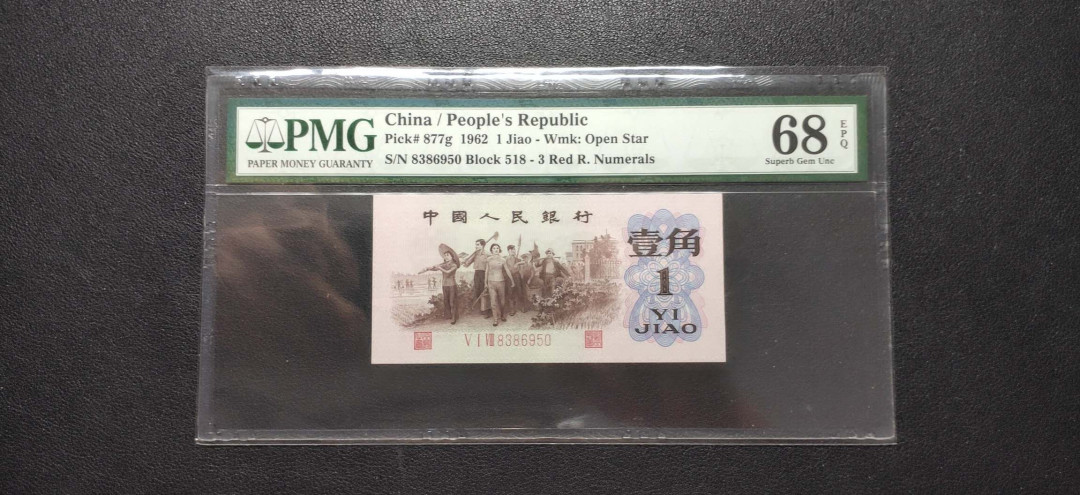 PMG
PAPER MONEY GUARANTY
China / People's Republic
Pick# 877g 1962 1 Jiao - Wmk: Open Star
S/N 8386950 Block 518 - 3 Red R. Numerals
68
EPQ
Superb Gem Unc
中國人民銀行
壹角
1
YI
JIAO
V I VIII 8386950